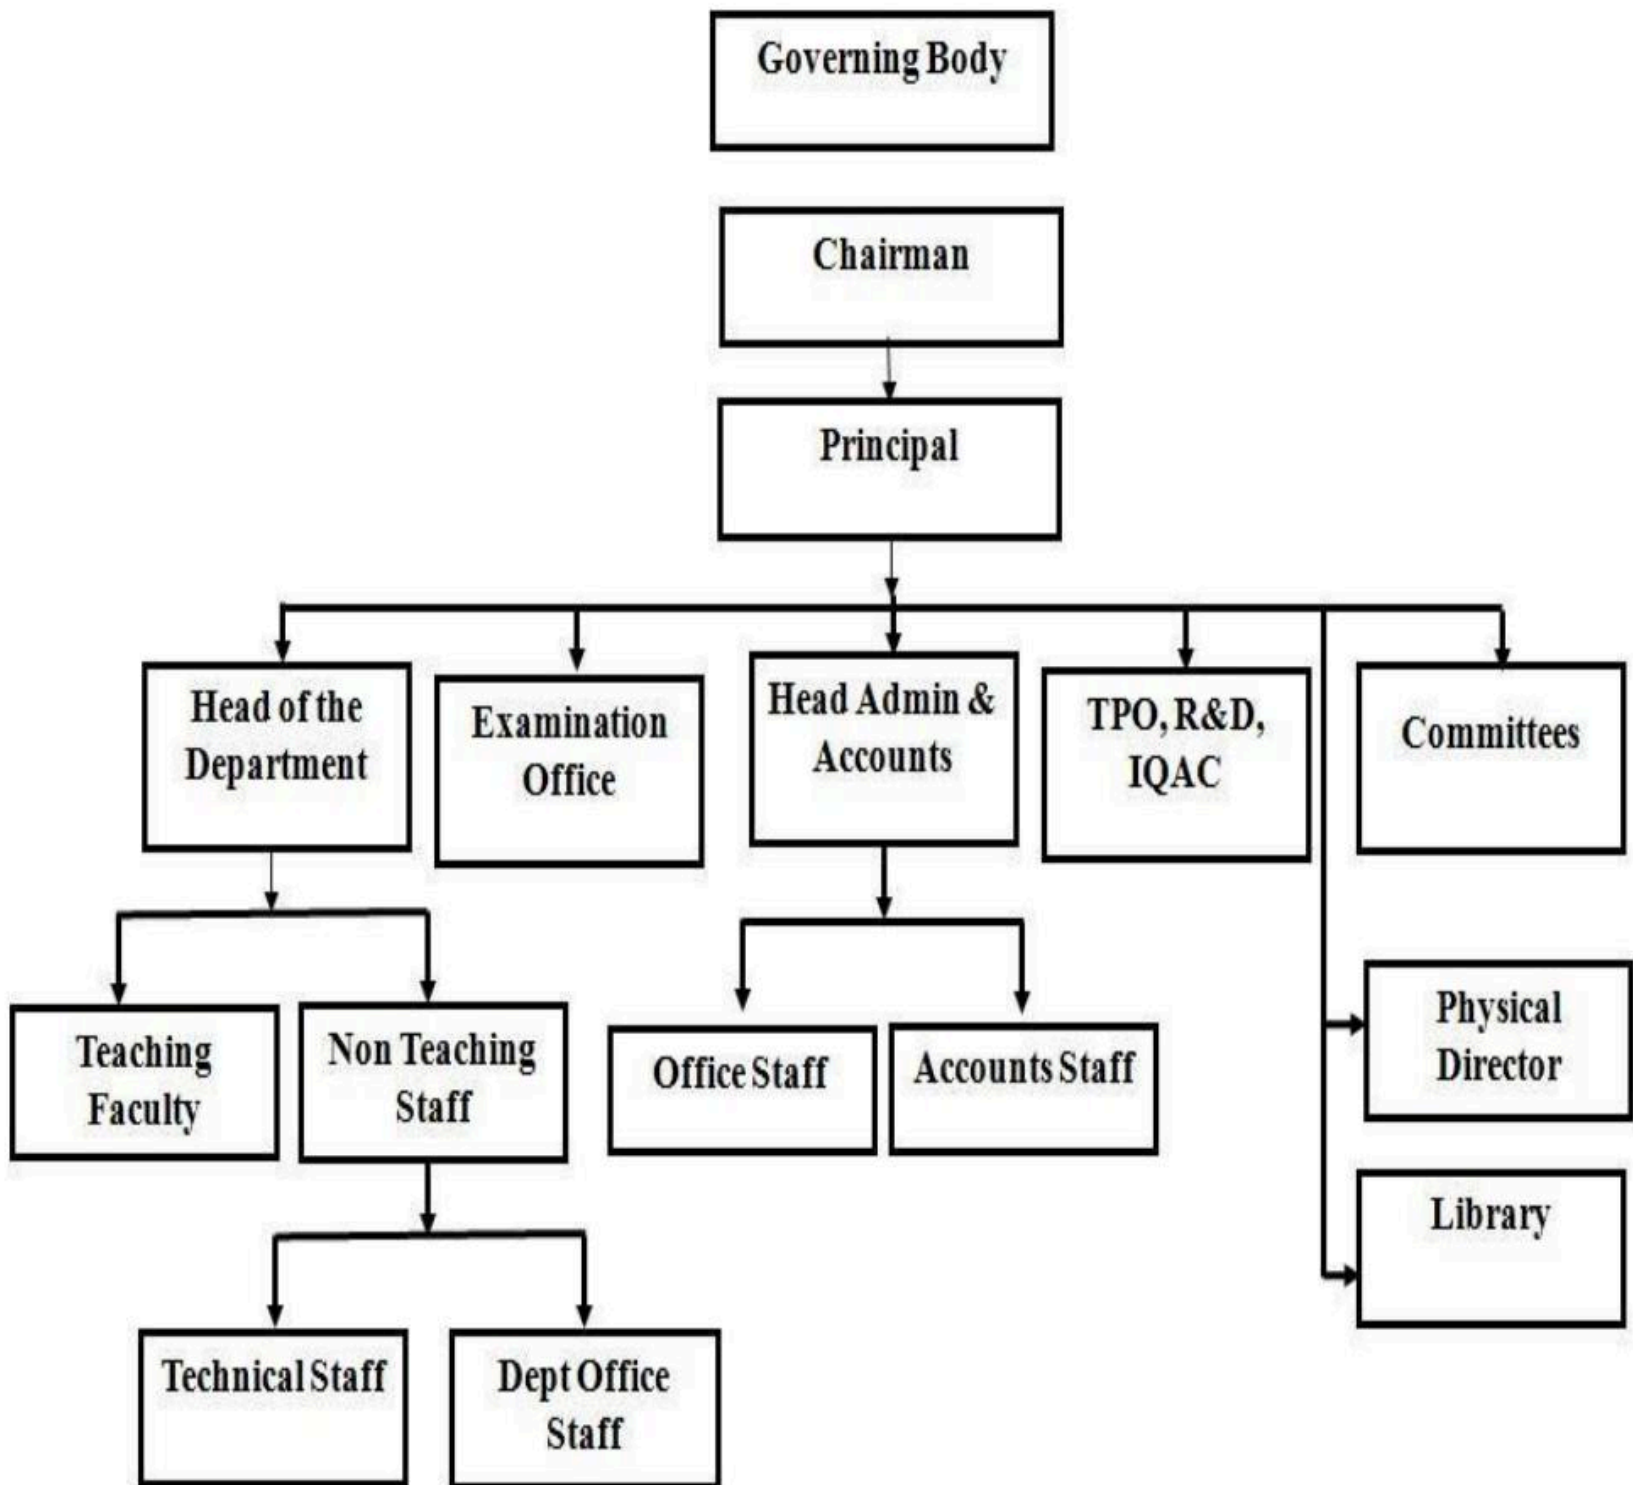 Governing Body
Chairman
Principal
Head of the
Department
Examination
Office
Head Admin &
Accounts
TPO, R&D,
IQAC
Committees
Teaching
Faculty
Non Teaching
Staff
Office Staff
Accounts Staff
Physical
Director
Library
Technical Staff
Dept Office
Staff